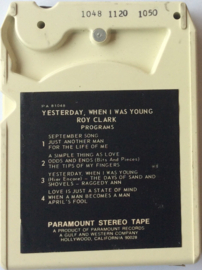 1048 1120 1050
P A 87049
YESTERDAY, WHEN I WAS YOUNG
ROY CLARK
PROGRAMS
SEPTEMBER SONG
1 JUST ANOTHER MAN
FOR THE LIFE OF ME
A SIMPLE THING AS LOVE
2 ODDS AND ENDS (Bits And Pieces)
THE TIPS OF MY FINGERS
YESTERDAY, WHEN I WAS YOUNG
3 (Hier Encore) - THE DAYS OF SAND AND
SHOVELS - RAGGEDY ANN
LOVE IS JUST A STATE OF MIND
4 WHEN A MAN BECOMES A MAN
APRIL'S FOOL
PARAMOUNT STEREO TAPE
A PRODUCT OF PARAMOUNT RECORDS
A GULF AND WESTERN COMPANY
HOLLYWOOD, CALIFORNIA 90028